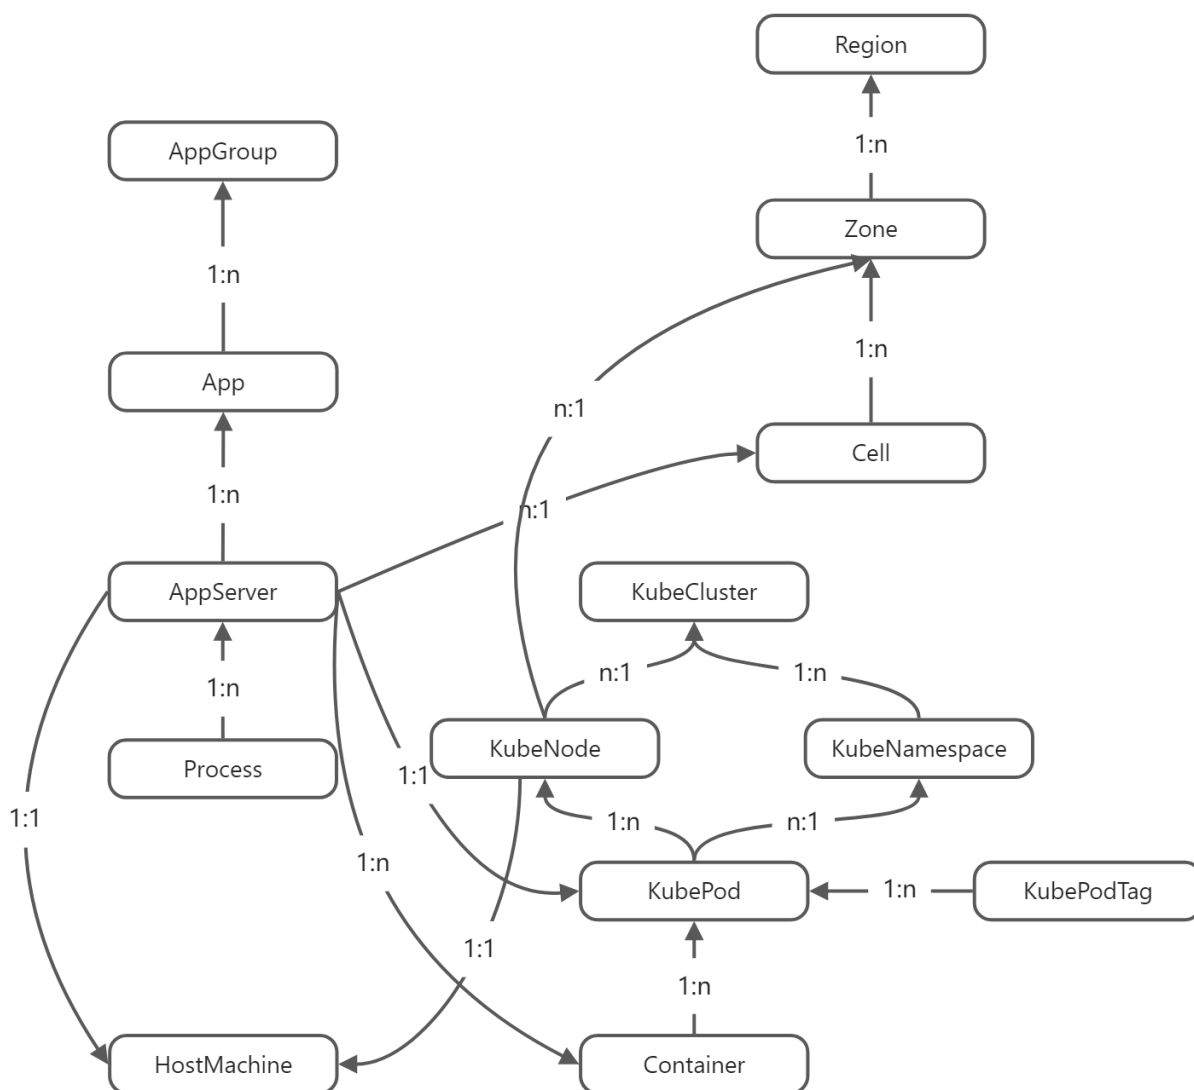 Region
AppGroup
1:n
Zone
1:n
App
1:n
n:1
Cell
1:n
n:1
AppServer
KubeCluster
1:n
n:1
1:n
KubeNode
KubeNamespace
Process
1:1
1:1
1:n
n:1
1:n
KubePod
1:n
KubePodTag
1:1
1:n
HostMachine
Container